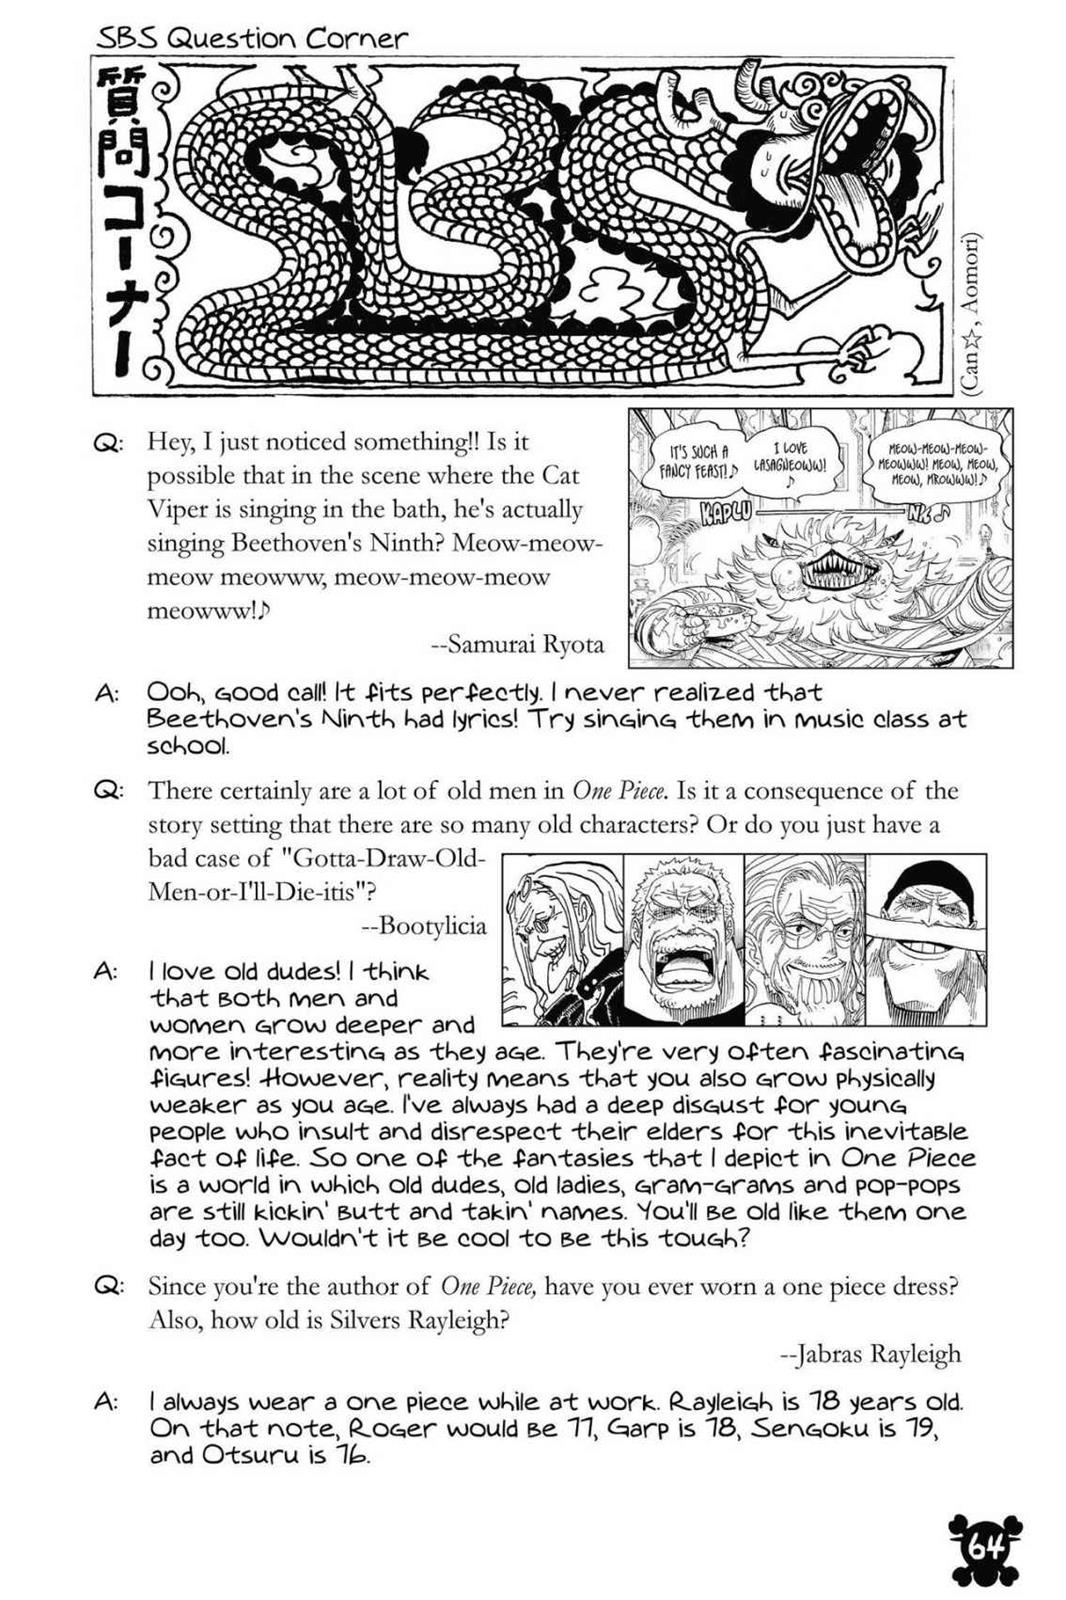 SBS Question Corner
質問コーナー
(Can☆, Aomori)
Q: Hey, I just noticed something!! Is it
possible that in the scene where the Cat
Viper is singing in the bath, he's actually
singing Beethoven's Ninth? Meow-meow-
meow meowww, meow-meow-meow
meowww!♪
--Samurai Ryota
IT'S SUCH A
FANCY FEAST!♪
I LOVE
LASAGNEOWW!
♪
MEOW-MEOW-MEOW-
MEOWWW! MEOW, MEOW,
MEOW, MROWWW!♪
KAPLU
NK♪
A: Ooh, good call! It fits perfectly. I never realized that
Beethoven's Ninth had lyrics! Try singing them in music class at
school.
Q: There certainly are a lot of old men in One Piece. Is it a consequence of the
story setting that there are so many old characters? Or do you just have a
bad case of "Gotta-Draw-Old-
Men-or-I'll-Die-itis"?
--Bootylicia
A: I love old dudes! I think
that both men and
women grow deeper and
more interesting as they age. They're very often fascinating
figures! However, reality means that you also grow physically
weaker as you age. I've always had a deep disgust for young
people who insult and disrespect their elders for this inevitable
fact of life. So one of the fantasies that I depict in One Piece
is a world in which old dudes, old ladies, gram-grams and pop-pops
are still kickin' butt and takin' names. You'll be old like them one
day too. Wouldn't it be cool to be this tough?
Q: Since you're the author of One Piece, have you ever worn a one piece dress?
Also, how old is Silvers Rayleigh?
--Jabras Rayleigh
A: I always wear a one piece while at work. Rayleigh is 78 years old.
On that note, Roger would be 77, Garp is 78, Sengoku is 79,
and Otsuru is 76.
64